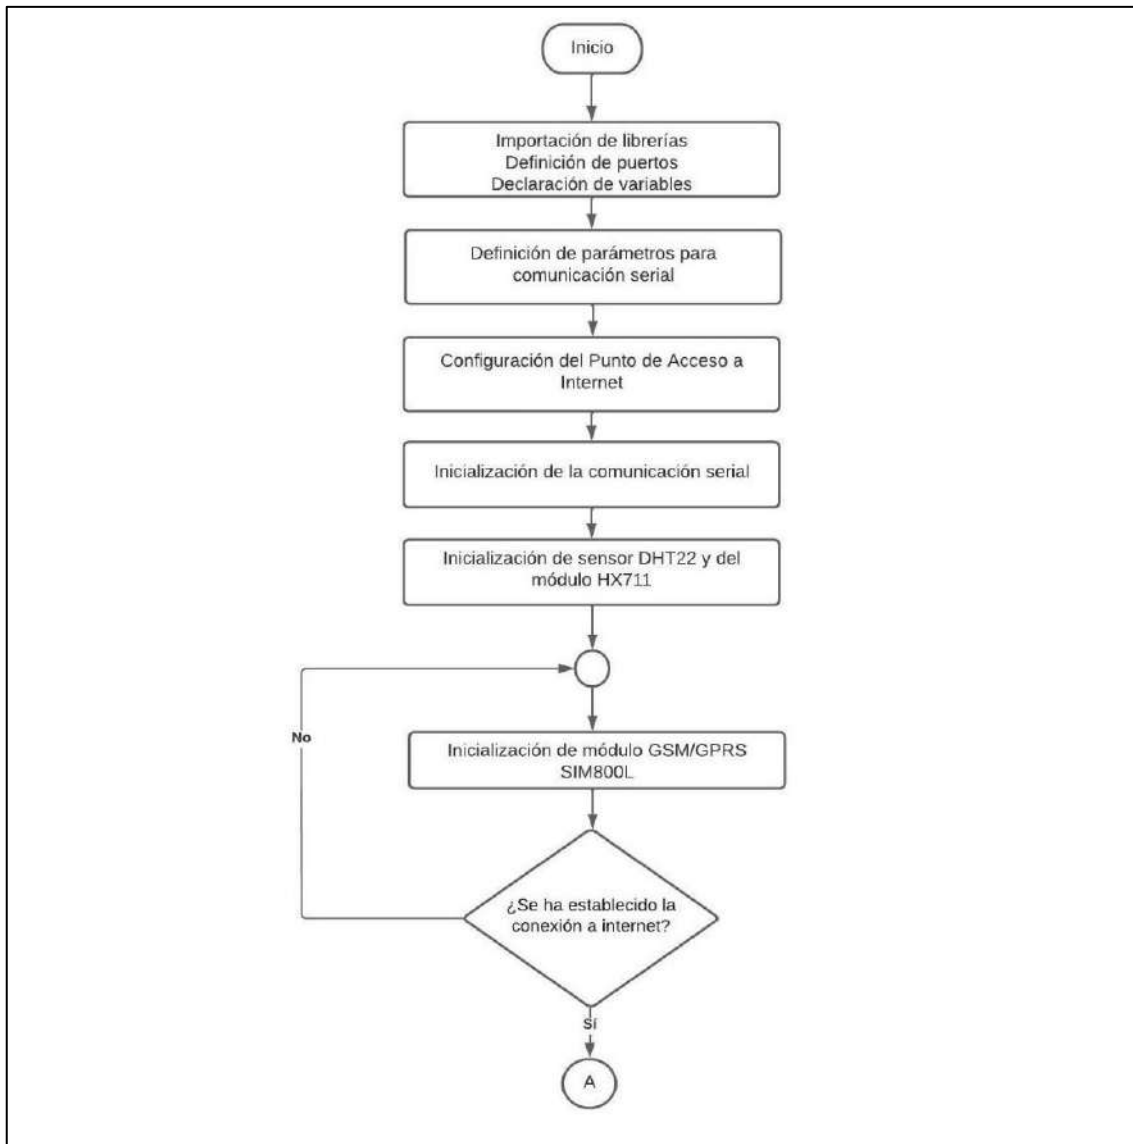 Inicio
Importación de librerías
Definición de puertos
Declaración de variables
Definición de parámetros para
comunicación serial
Configuración del Punto de Acceso a
Internet
Inicialización de la comunicación serial
Inicialización de sensor DHT22 y del
módulo HX711
No
Inicialización de módulo GSM/GPRS
SIM800L
¿Se ha establecido la
conexión a internet?
Sí
A